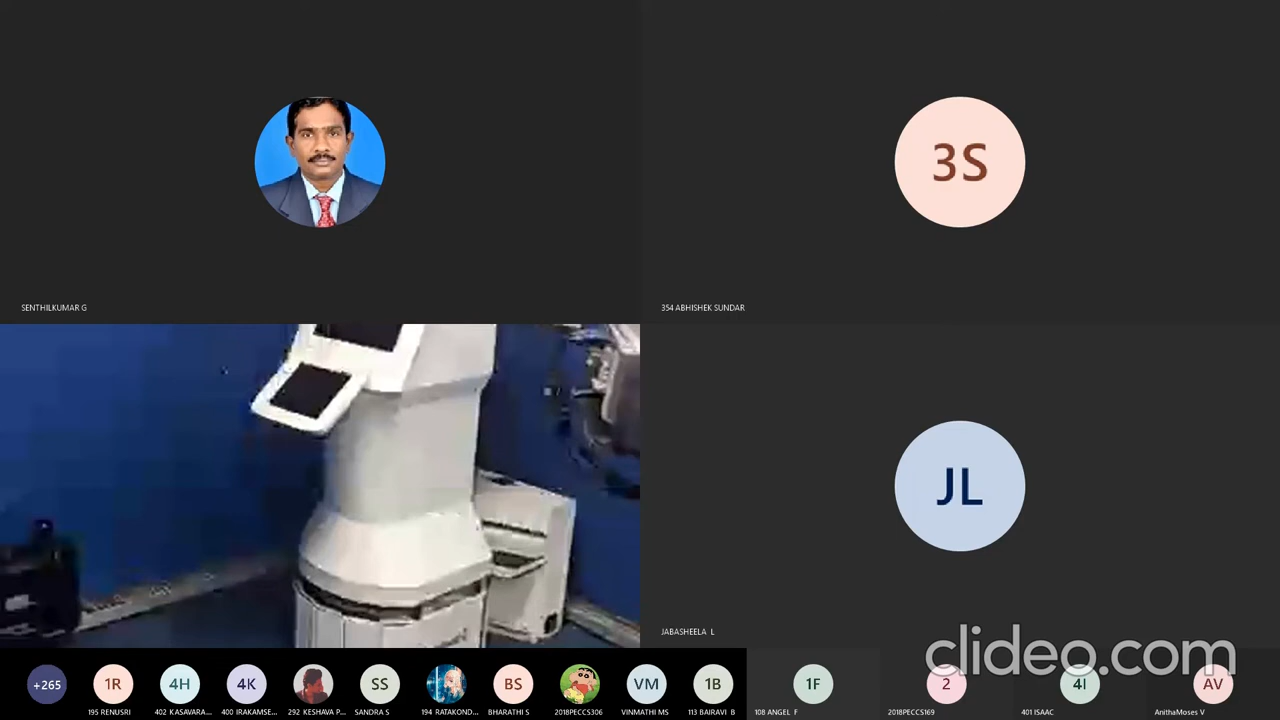 3S
SENTHILKUMAR G
354 ABHISHEK SUNDAR
JL
JABASHEELA L
clideo.com
+265
1R
4H
4K
SS
BS
VM
1B
1F
2
4I
AV
195 RENUSRI
402 KASAVARA...
400 IRAKAMSE...
292 KESHAVA P...
SANDRA S
194 RATAKOND...
BHARATHI S
2018PECCS306
VINMATHI MS
113 BAIRAVI B
108 ANGEL F
2018PECCS169
401 ISAAC
AnithaMoses V